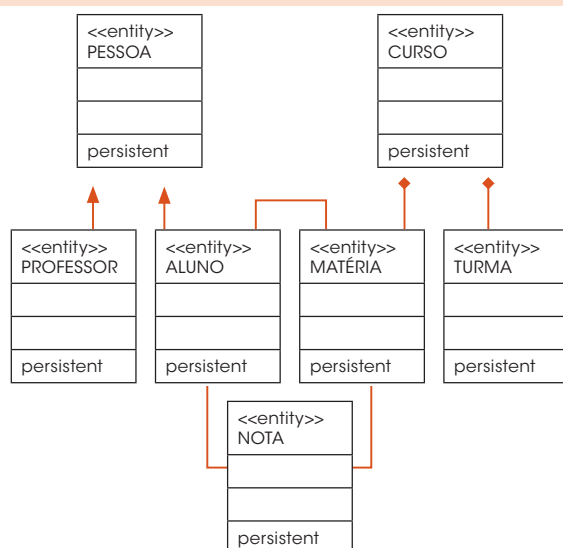 <<entity>>
PESSOA
persistent
<<entity>>
CURSO
persistent
<<entity>>
PROFESSOR
persistent
<<entity>>
ALUNO
persistent
<<entity>>
MATÉRIA
persistent
<<entity>>
TURMA
persistent
<<entity>>
NOTA
persistent